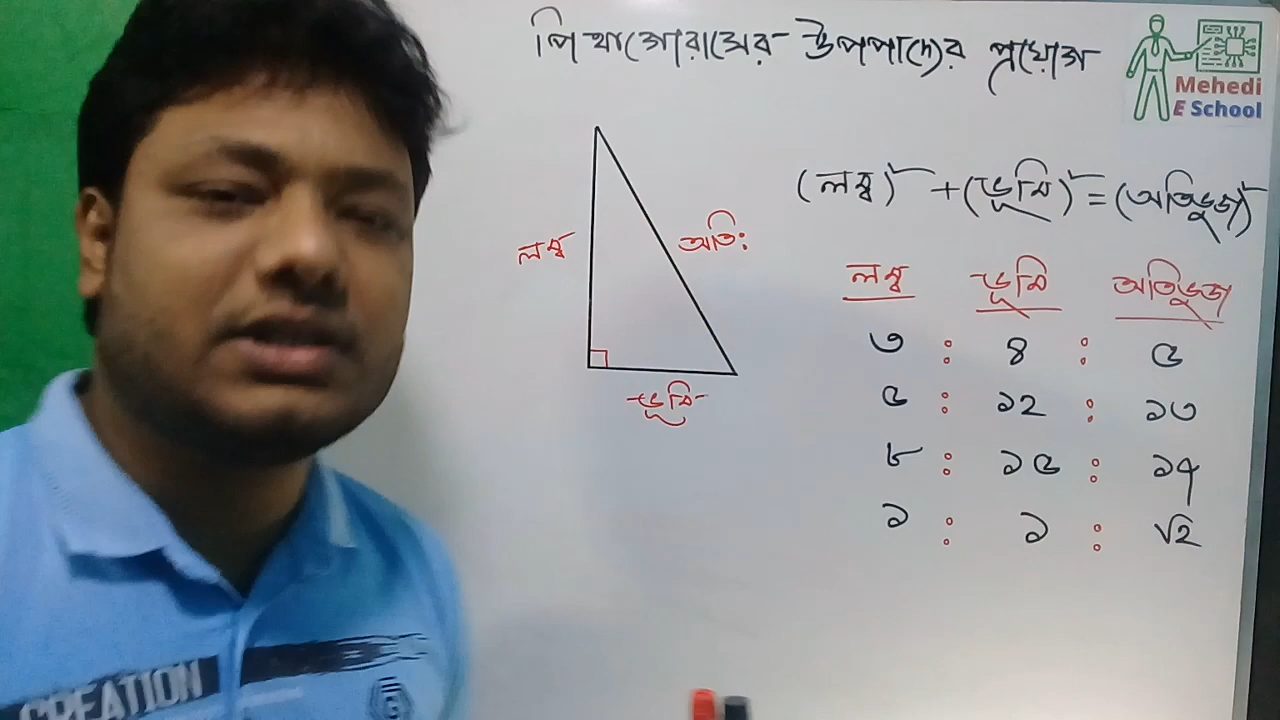 পিথাগোরাসের উপপাদ্যের প্রয়োগ
Mehedi
E School
(লম্ব)² + (ভূমি)² = (অতিভুজ)²
লম্ব
অতি:
ভূমি
লম্ব ভূমি অতিভুজ
৩ : ৪ : ৫
৫ : ১২ : ১৩
৮ : ১৫ : ১৭
১ : ১ : √২
CREATION